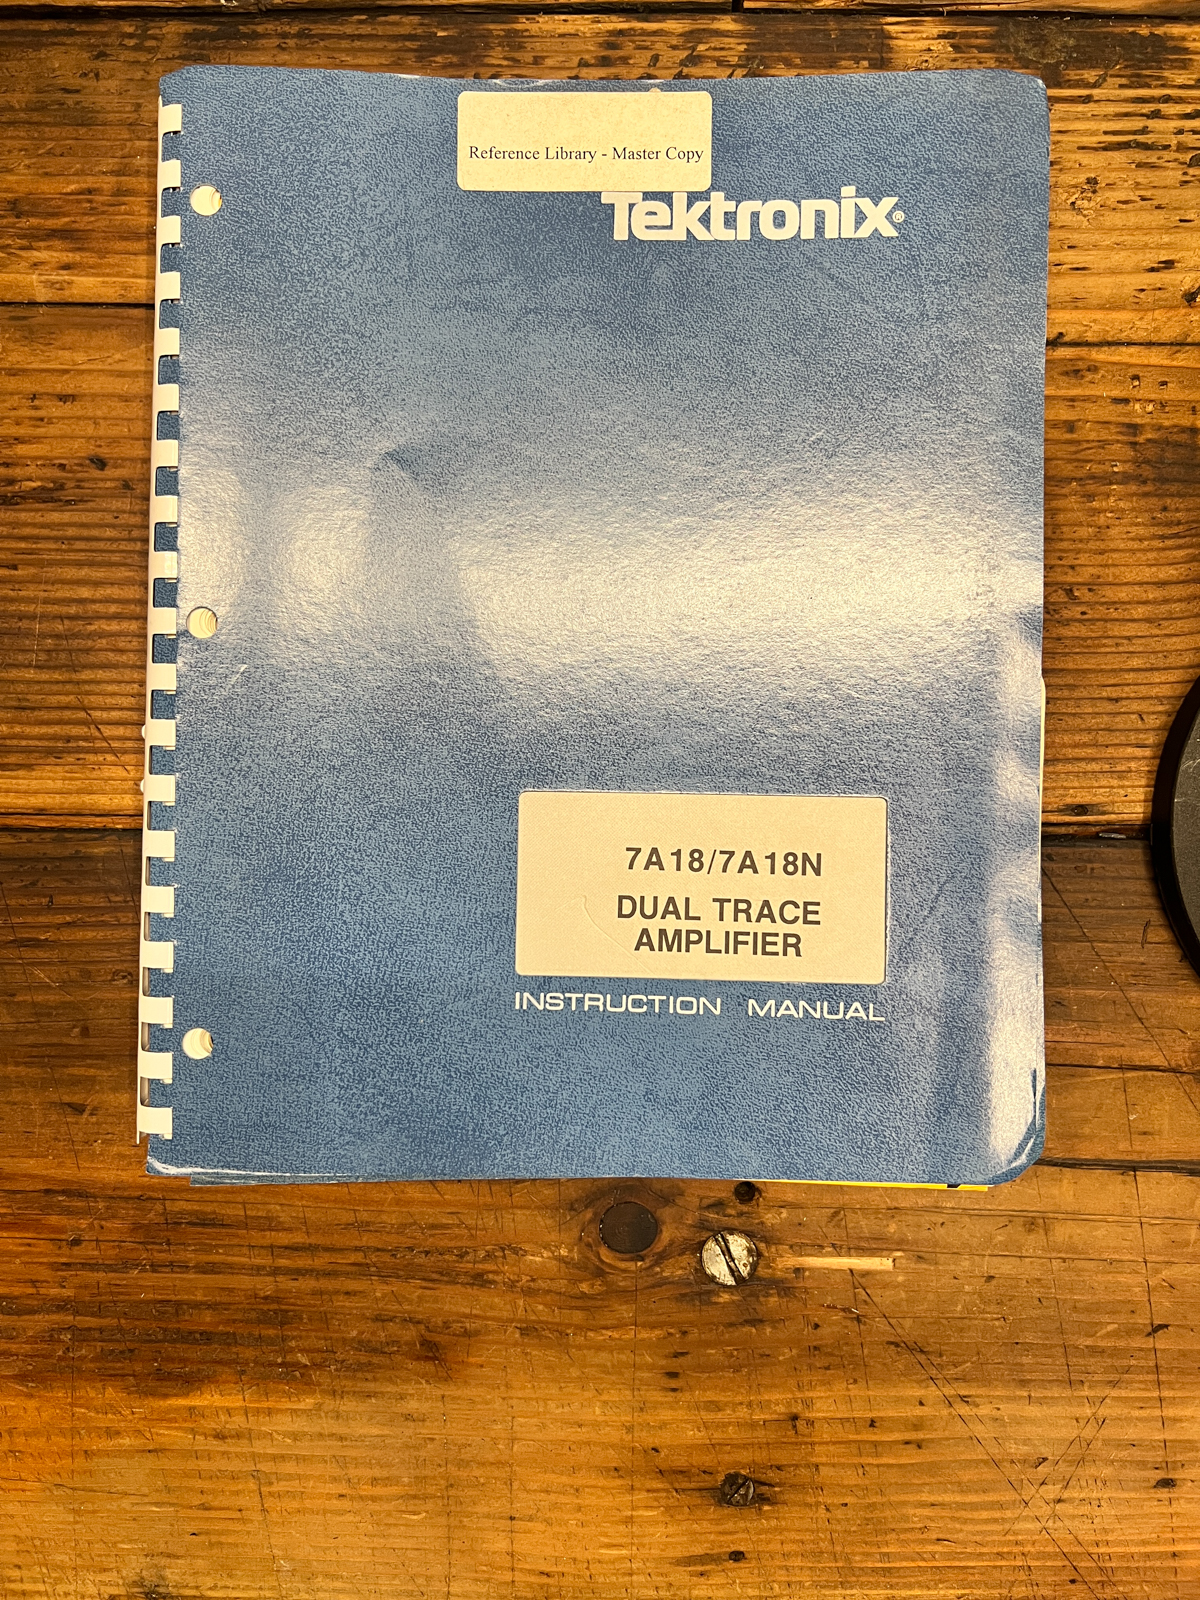 Reference Library - Master Copy
Tektronix®
7A18/7A18N
DUAL TRACE
AMPLIFIER
INSTRUCTION MANUAL